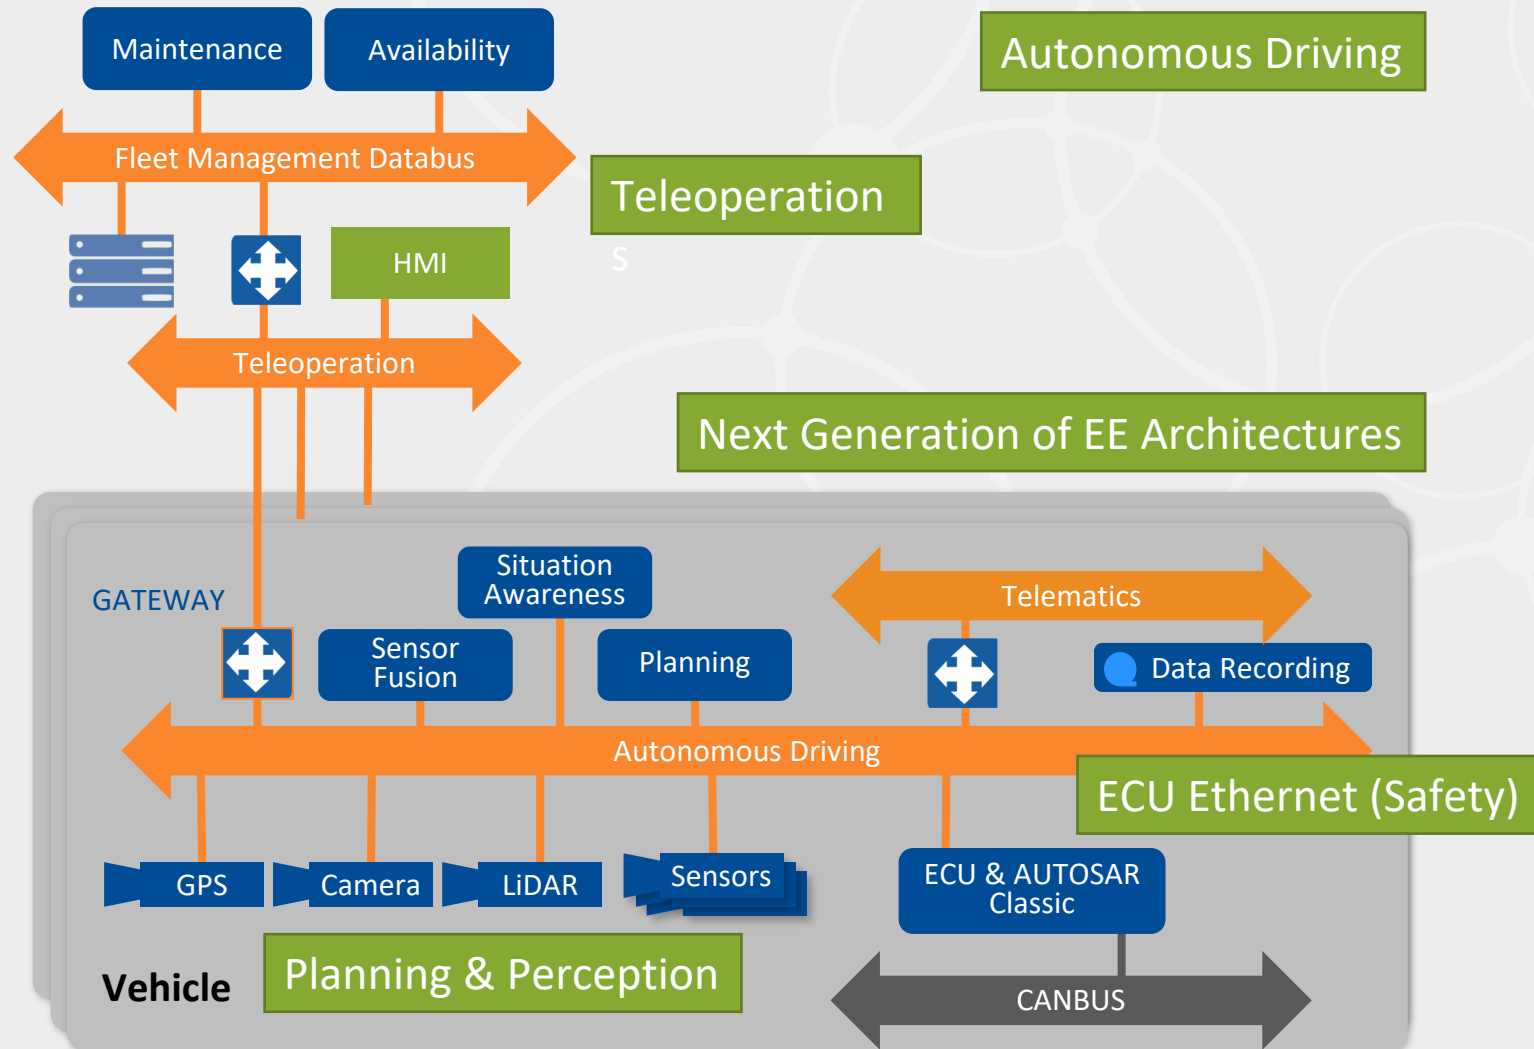 Maintenance
Availability
Autonomous Driving
Fleet Management Databus
Teleoperation
s
HMI
Teleoperation
Next Generation of EE Architectures
GATEWAY
Situation
Awareness
Telematics
Sensor
Fusion
Planning
Data Recording
Autonomous Driving
ECU Ethernet (Safety)
GPS
Camera
LiDAR
Sensors
ECU & AUTOSAR
Classic
Vehicle
Planning & Perception
CANBUS